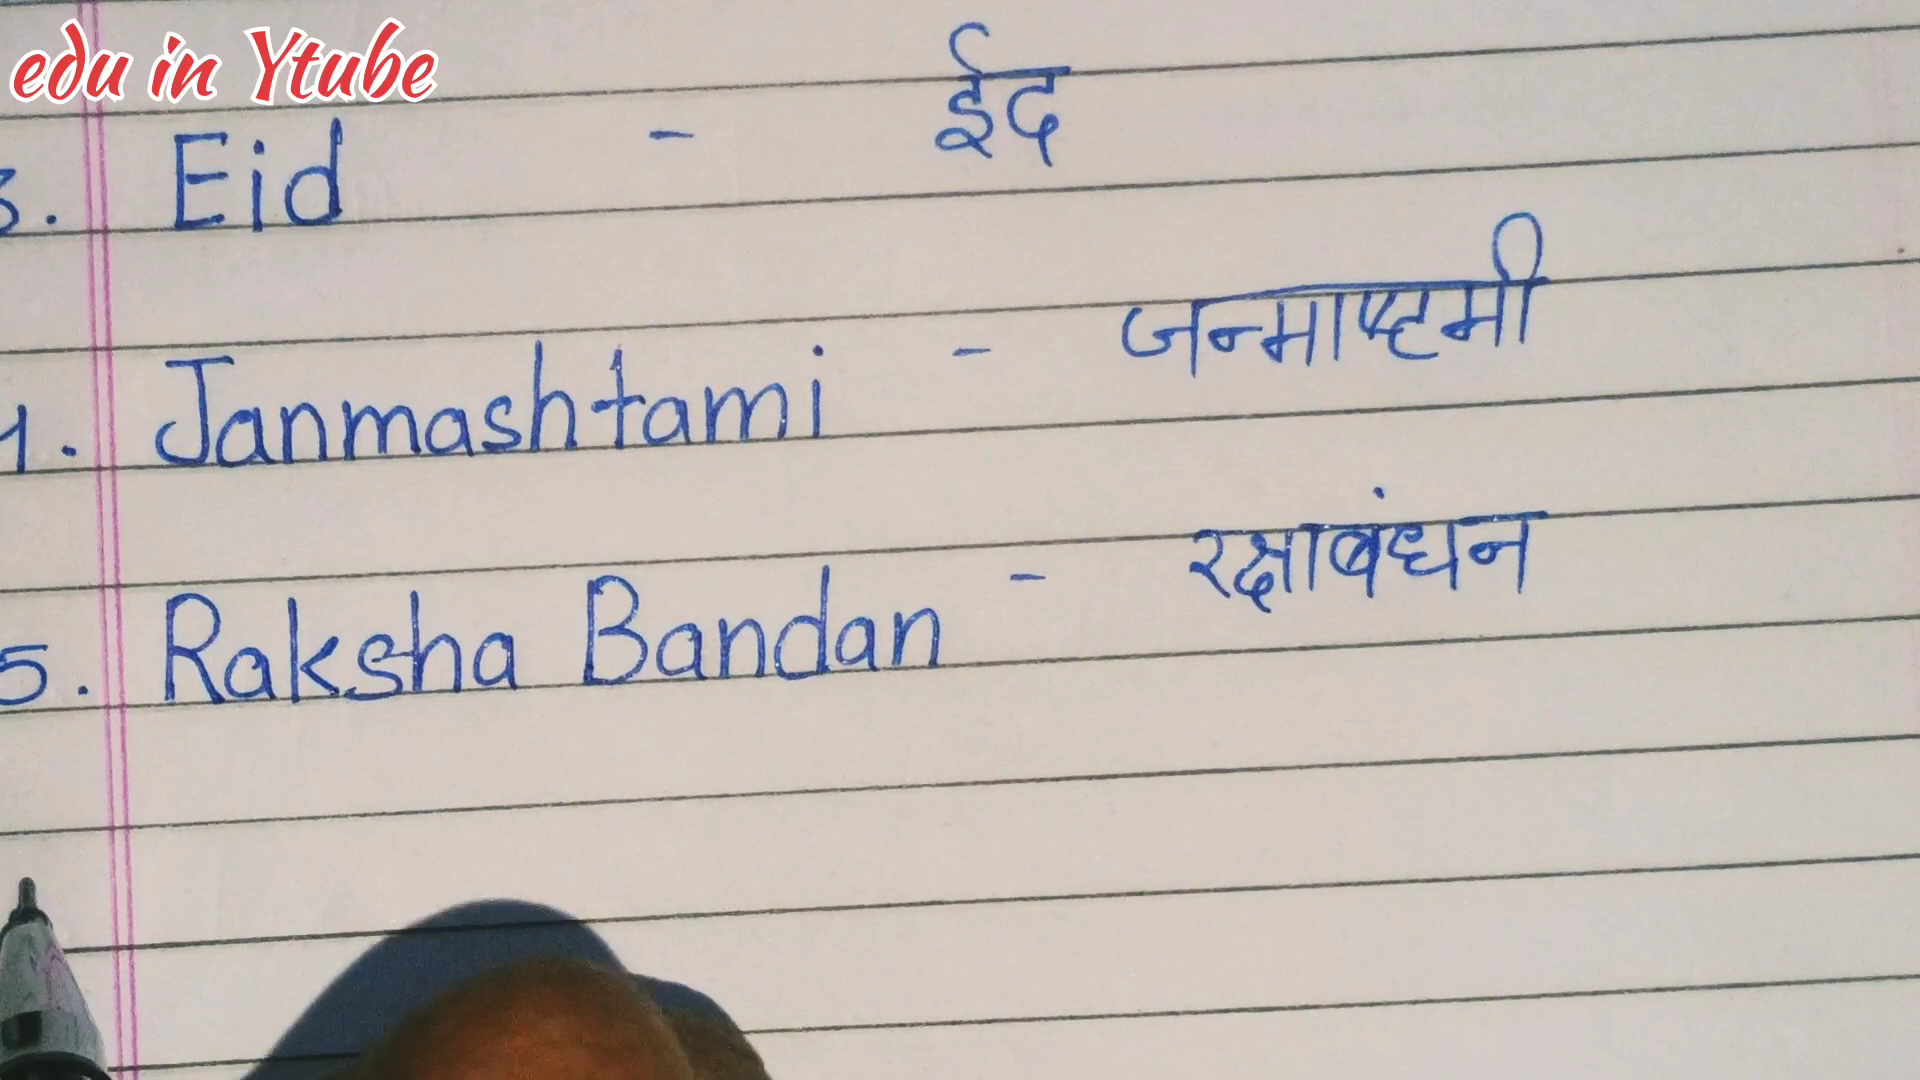 edu in Ytube
3. Eid - ईद
4. Janmashtami - जन्माष्टमी
5. Raksha Bandan - रक्षाबंधन